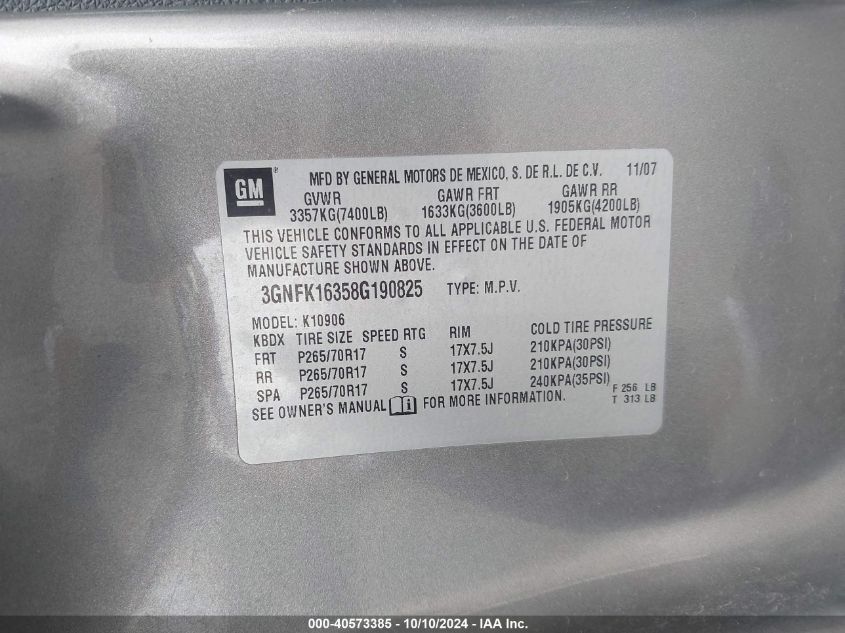 GM ®
MFD BY GENERAL MOTORS DE MEXICO, S. DE R.L. DE C.V. 11/07
GVWR GAWR FRT GAWR RR
3357KG(7400LB) 1633KG(3600LB) 1905KG(4200LB)
THIS VEHICLE CONFORMS TO ALL APPLICABLE U.S. FEDERAL MOTOR
VEHICLE SAFETY STANDARDS IN EFFECT ON THE DATE OF
MANUFACTURE SHOWN ABOVE.
3GNFK16358G190825 TYPE: M.P.V.
MODEL: K10906
KBDX TIRE SIZE SPEED RTG RIM COLD TIRE PRESSURE
FRT P265/70R17 S 17X7.5J 210KPA(30PSI)
RR P265/70R17 S 17X7.5J 210KPA(30PSI)
SPA P265/70R17 S 17X7.5J 240KPA(35PSI)
SEE OWNER'S MANUAL FOR MORE INFORMATION.
F 256 LB
T 313 LB
000-40573385 - 10/10/2024 - IAA Inc.